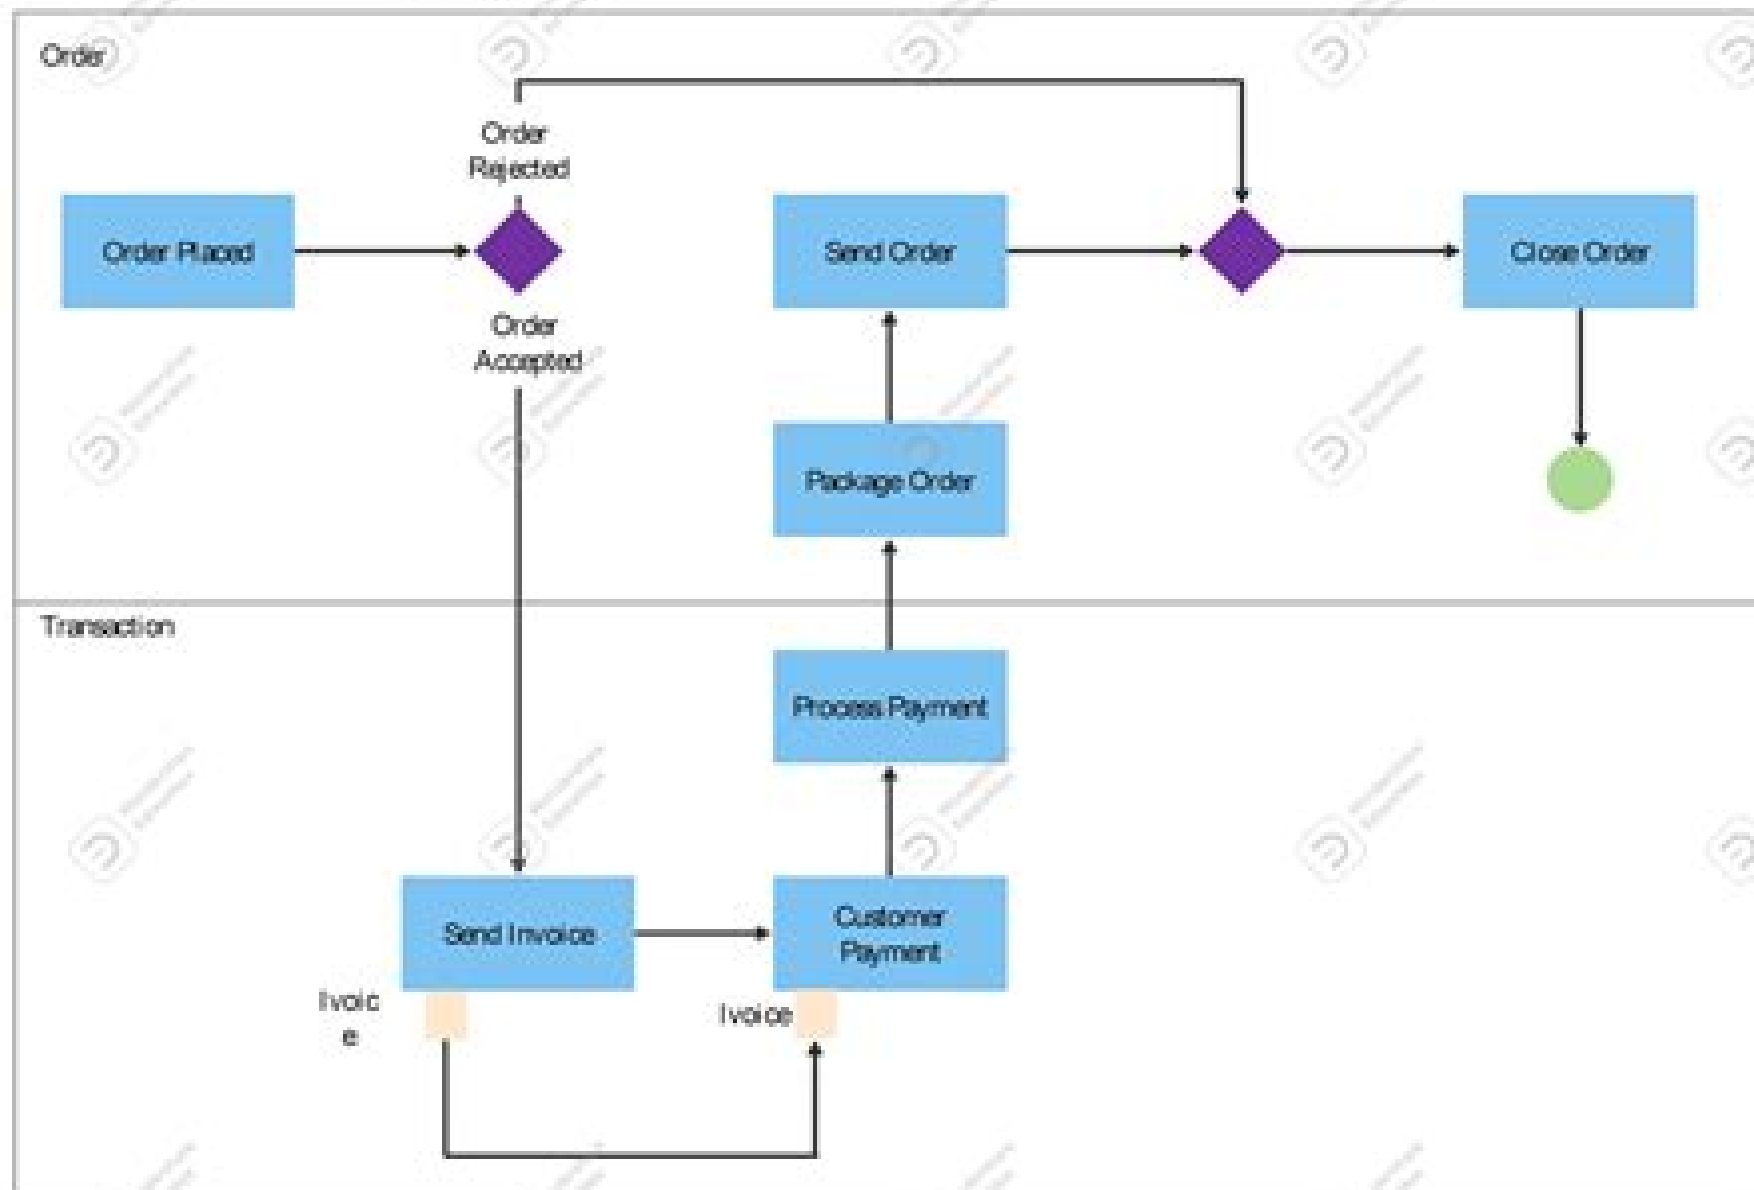 Order
Order
Rejected
Order Placed
Send Order
Close Order
Order
Accepted
Package Order
Transaction
Process Payment
Send Invoice
Customer
Payment
Ivoic
e
Ivoice